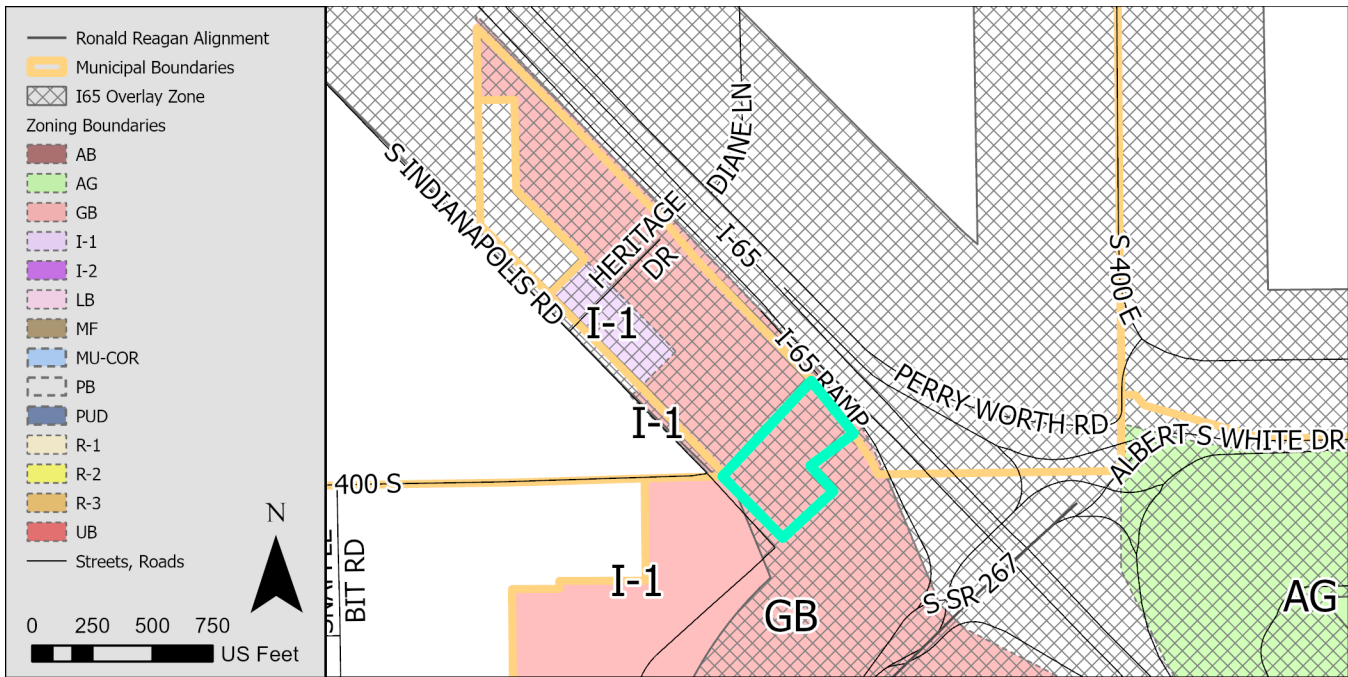 Ronald Reagan Alignment
Municipal Boundaries
I65 Overlay Zone
Zoning Boundaries
AB
AG
GB
I-1
I-2
LB
MF
MU-COR
PB
PUD
R-1
R-2
R-3
UB
Streets, Roads
N
0 250 500 750
US Feet
S INDIANAPOLIS RD
HERITAGE
DR
DIANE LN
I-65
I-65 RAMP
S 400 E
PERRY WORTH RD
ALBERT S WHITE DR
I-1
I-1
400 S
BIT RD
I-1
GB
S SR 267
AG